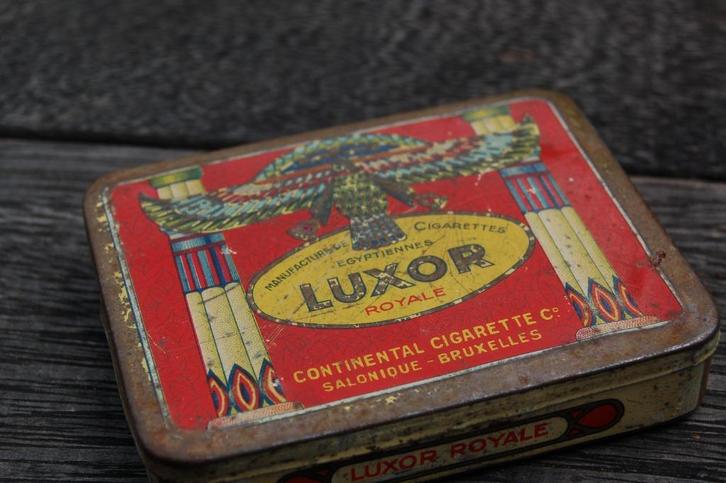 MANUFACTURE DE CIGARETTES
EGYPTIENNES
LUXOR
ROYALE
CONTINENTAL CIGARETTE Cº
SALONIQUE - BRUXELLES
LUXOR ROYALE